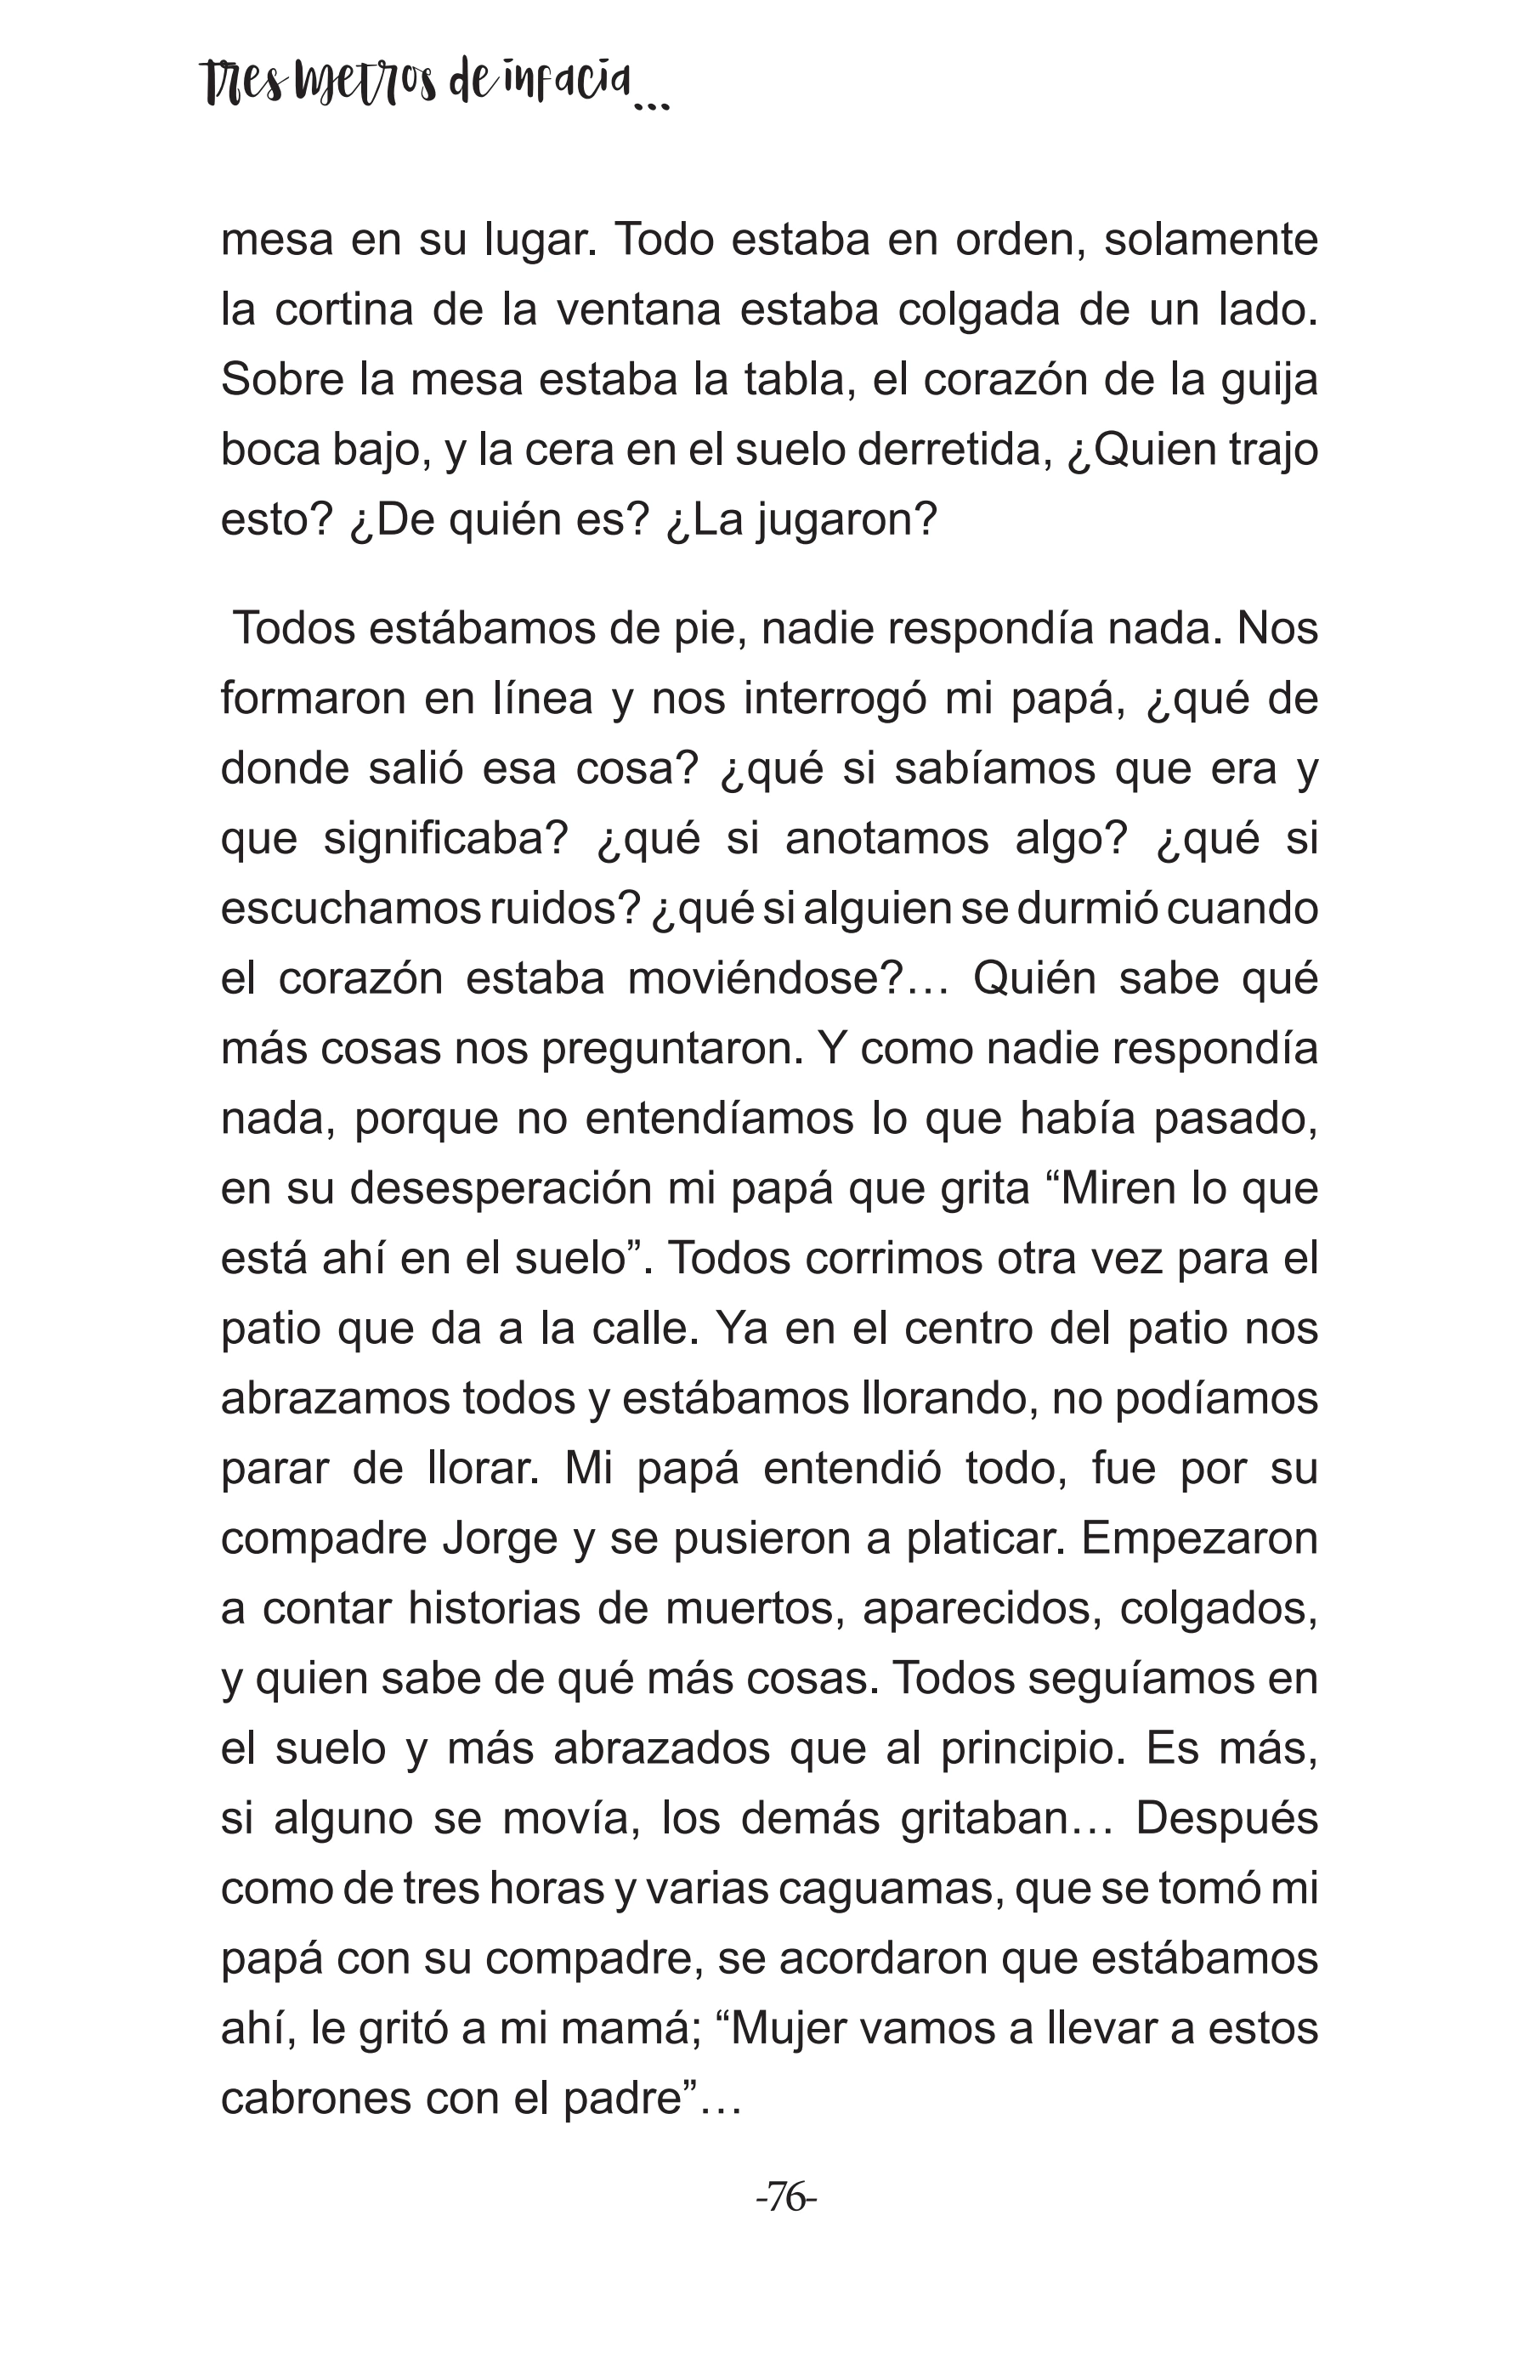 Tres metros de infacia...
mesa en su lugar. Todo estaba en orden, solamente
la cortina de la ventana estaba colgada de un lado.
Sobre la mesa estaba la tabla, el corazón de la guija
boca bajo, y la cera en el suelo derretida, ¿Quien trajo
esto? ¿De quién es? ¿La jugaron?
Todos estábamos de pie, nadie respondía nada. Nos
formaron en línea y nos interrogó mi papá, ¿qué de
donde salió esa cosa? ¿qué si sabíamos que era y
que significaba? ¿qué si anotamos algo? ¿qué si
escuchamos ruidos? ¿qué si alguien se durmió cuando
el corazón estaba moviéndose?… Quién sabe qué
más cosas nos preguntaron. Y como nadie respondía
nada, porque no entendíamos lo que había pasado,
en su desesperación mi papá que grita “Miren lo que
está ahí en el suelo”. Todos corrimos otra vez para el
patio que da a la calle. Ya en el centro del patio nos
abrazamos todos y estábamos llorando, no podíamos
parar de llorar. Mi papá entendió todo, fue por su
compadre Jorge y se pusieron a platicar. Empezaron
a contar historias de muertos, aparecidos, colgados,
y quien sabe de qué más cosas. Todos seguíamos en
el suelo y más abrazados que al principio. Es más,
si alguno se movía, los demás gritaban… Después
como de tres horas y varias caguamas, que se tomó mi
papá con su compadre, se acordaron que estábamos
ahí, le gritó a mi mamá; “Mujer vamos a llevar a estos
cabrones con el padre”…
-76-